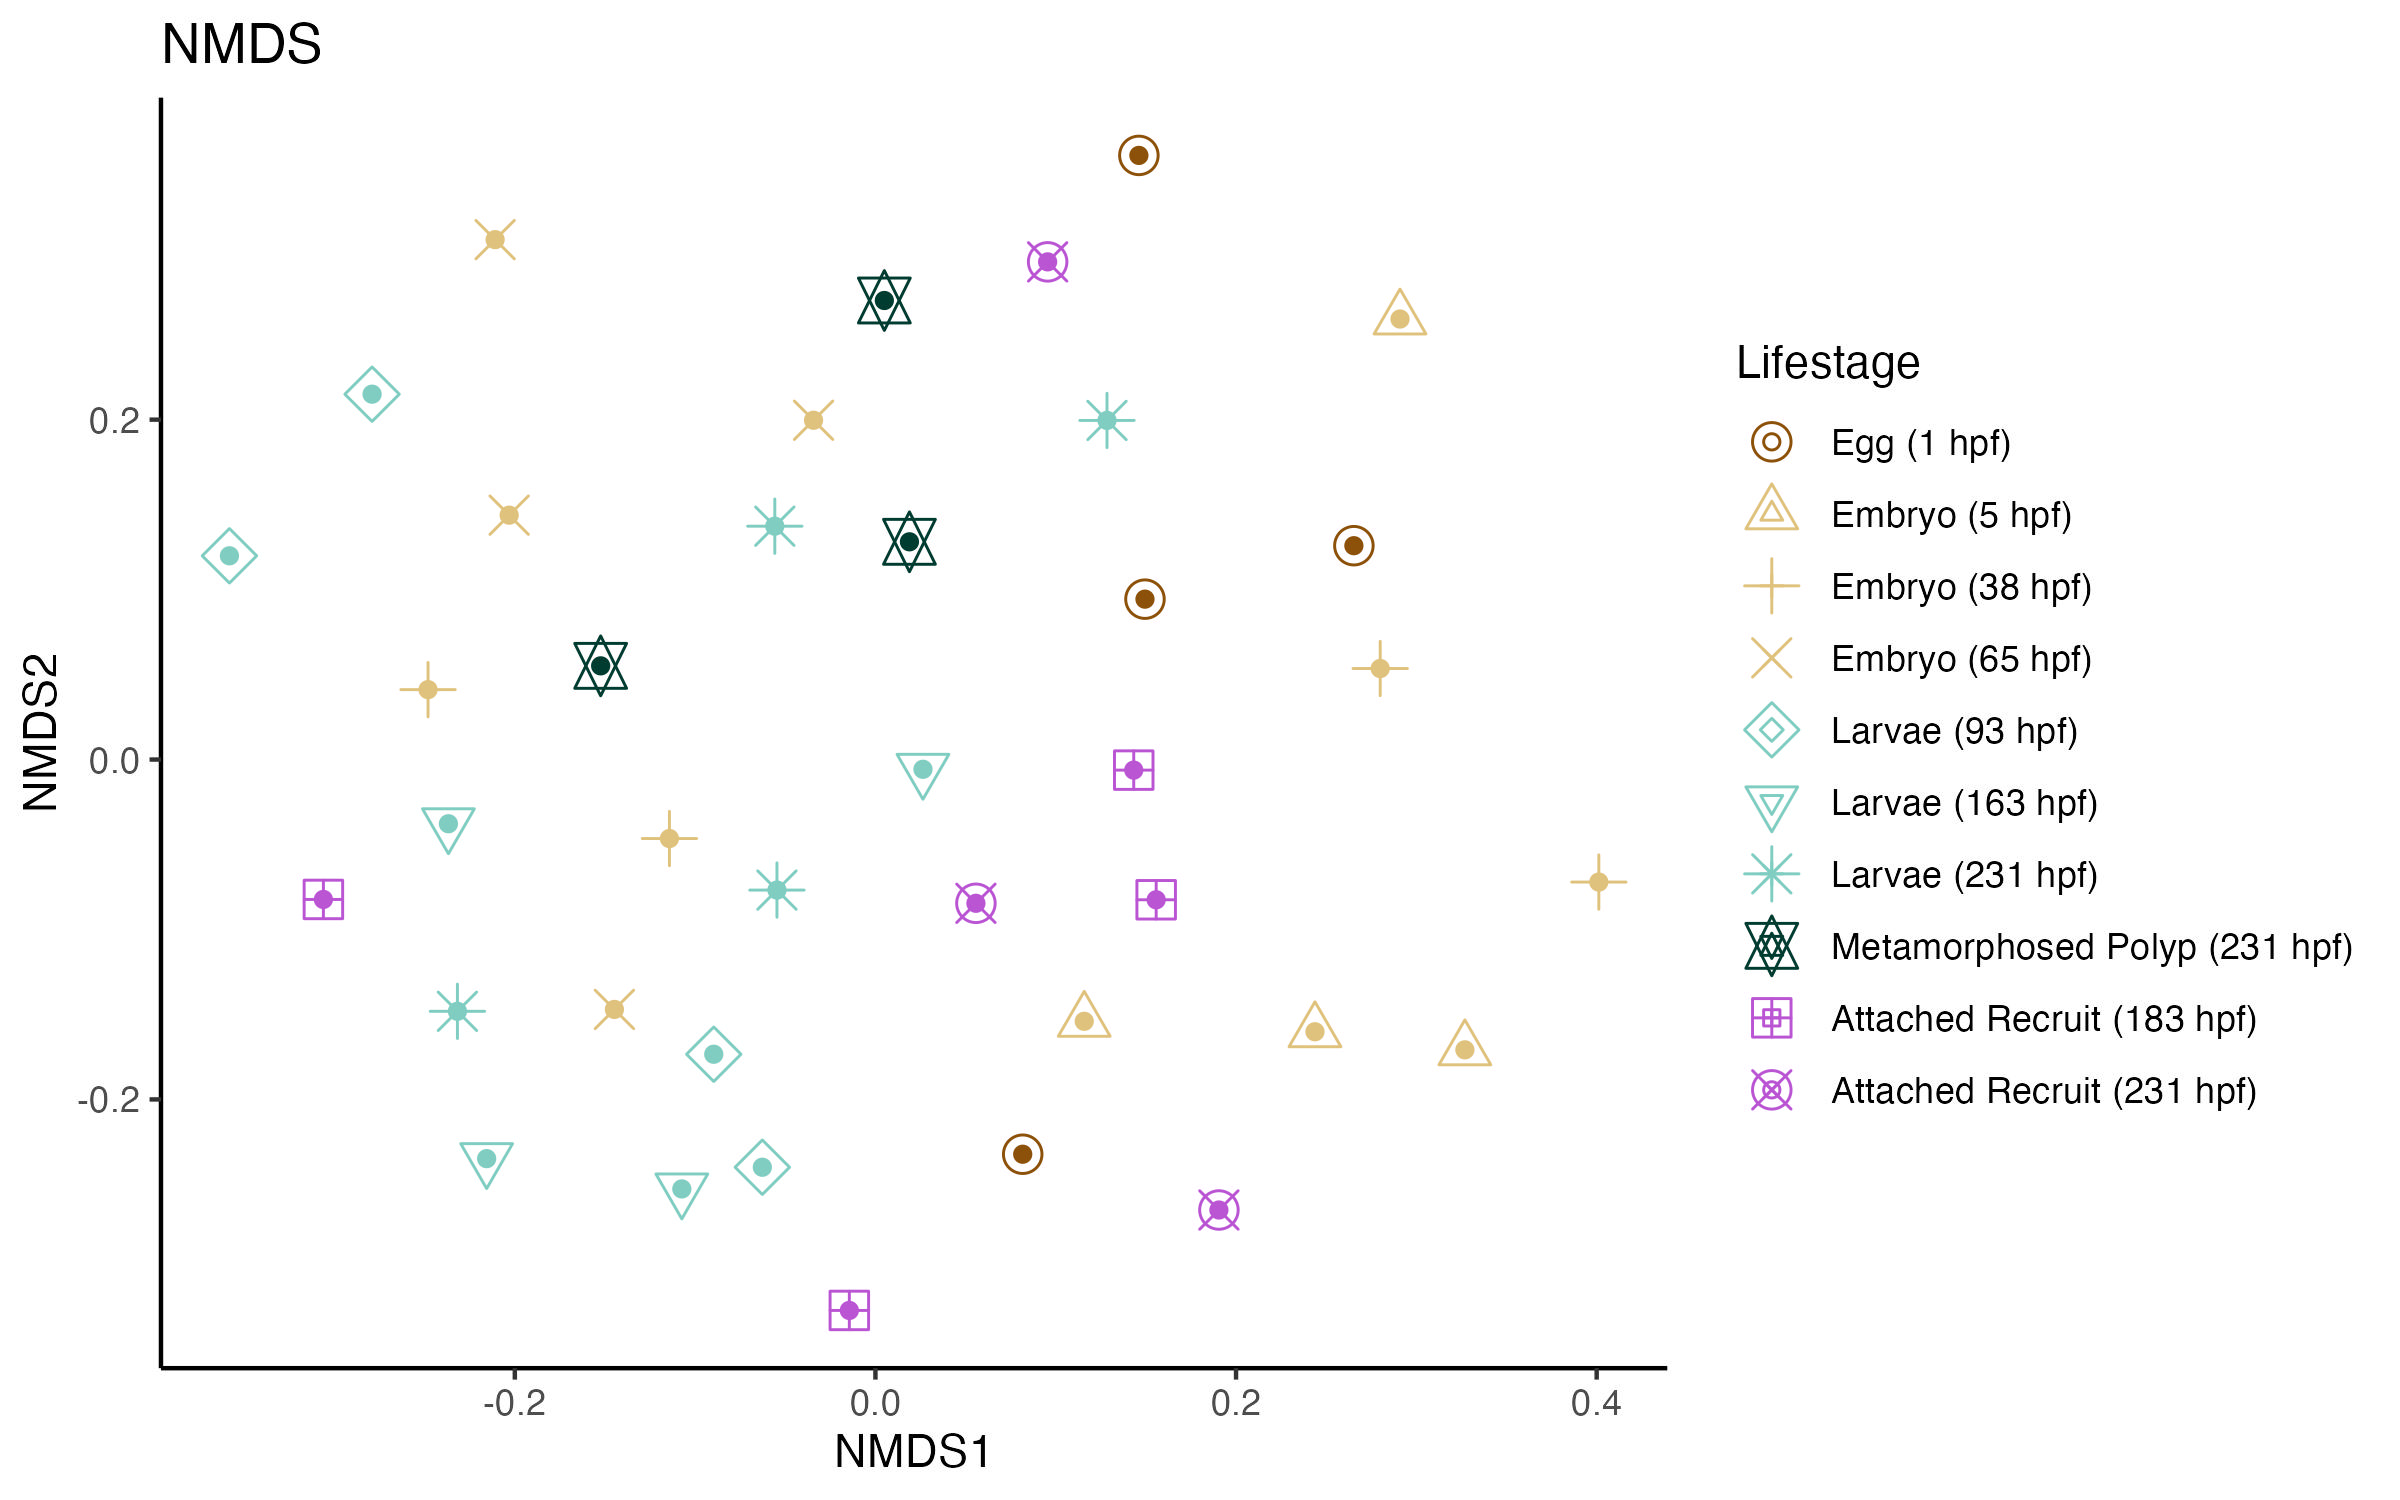 NMDS
NMDS2
0.2
0.0
-0.2
-0.2
0.0
0.2
0.4
NMDS1
Lifestage
Egg (1 hpf)
Embryo (5 hpf)
Embryo (38 hpf)
Embryo (65 hpf)
Larvae (93 hpf)
Larvae (163 hpf)
Larvae (231 hpf)
Metamorphosed Polyp (231 hpf)
Attached Recruit (183 hpf)
Attached Recruit (231 hpf)